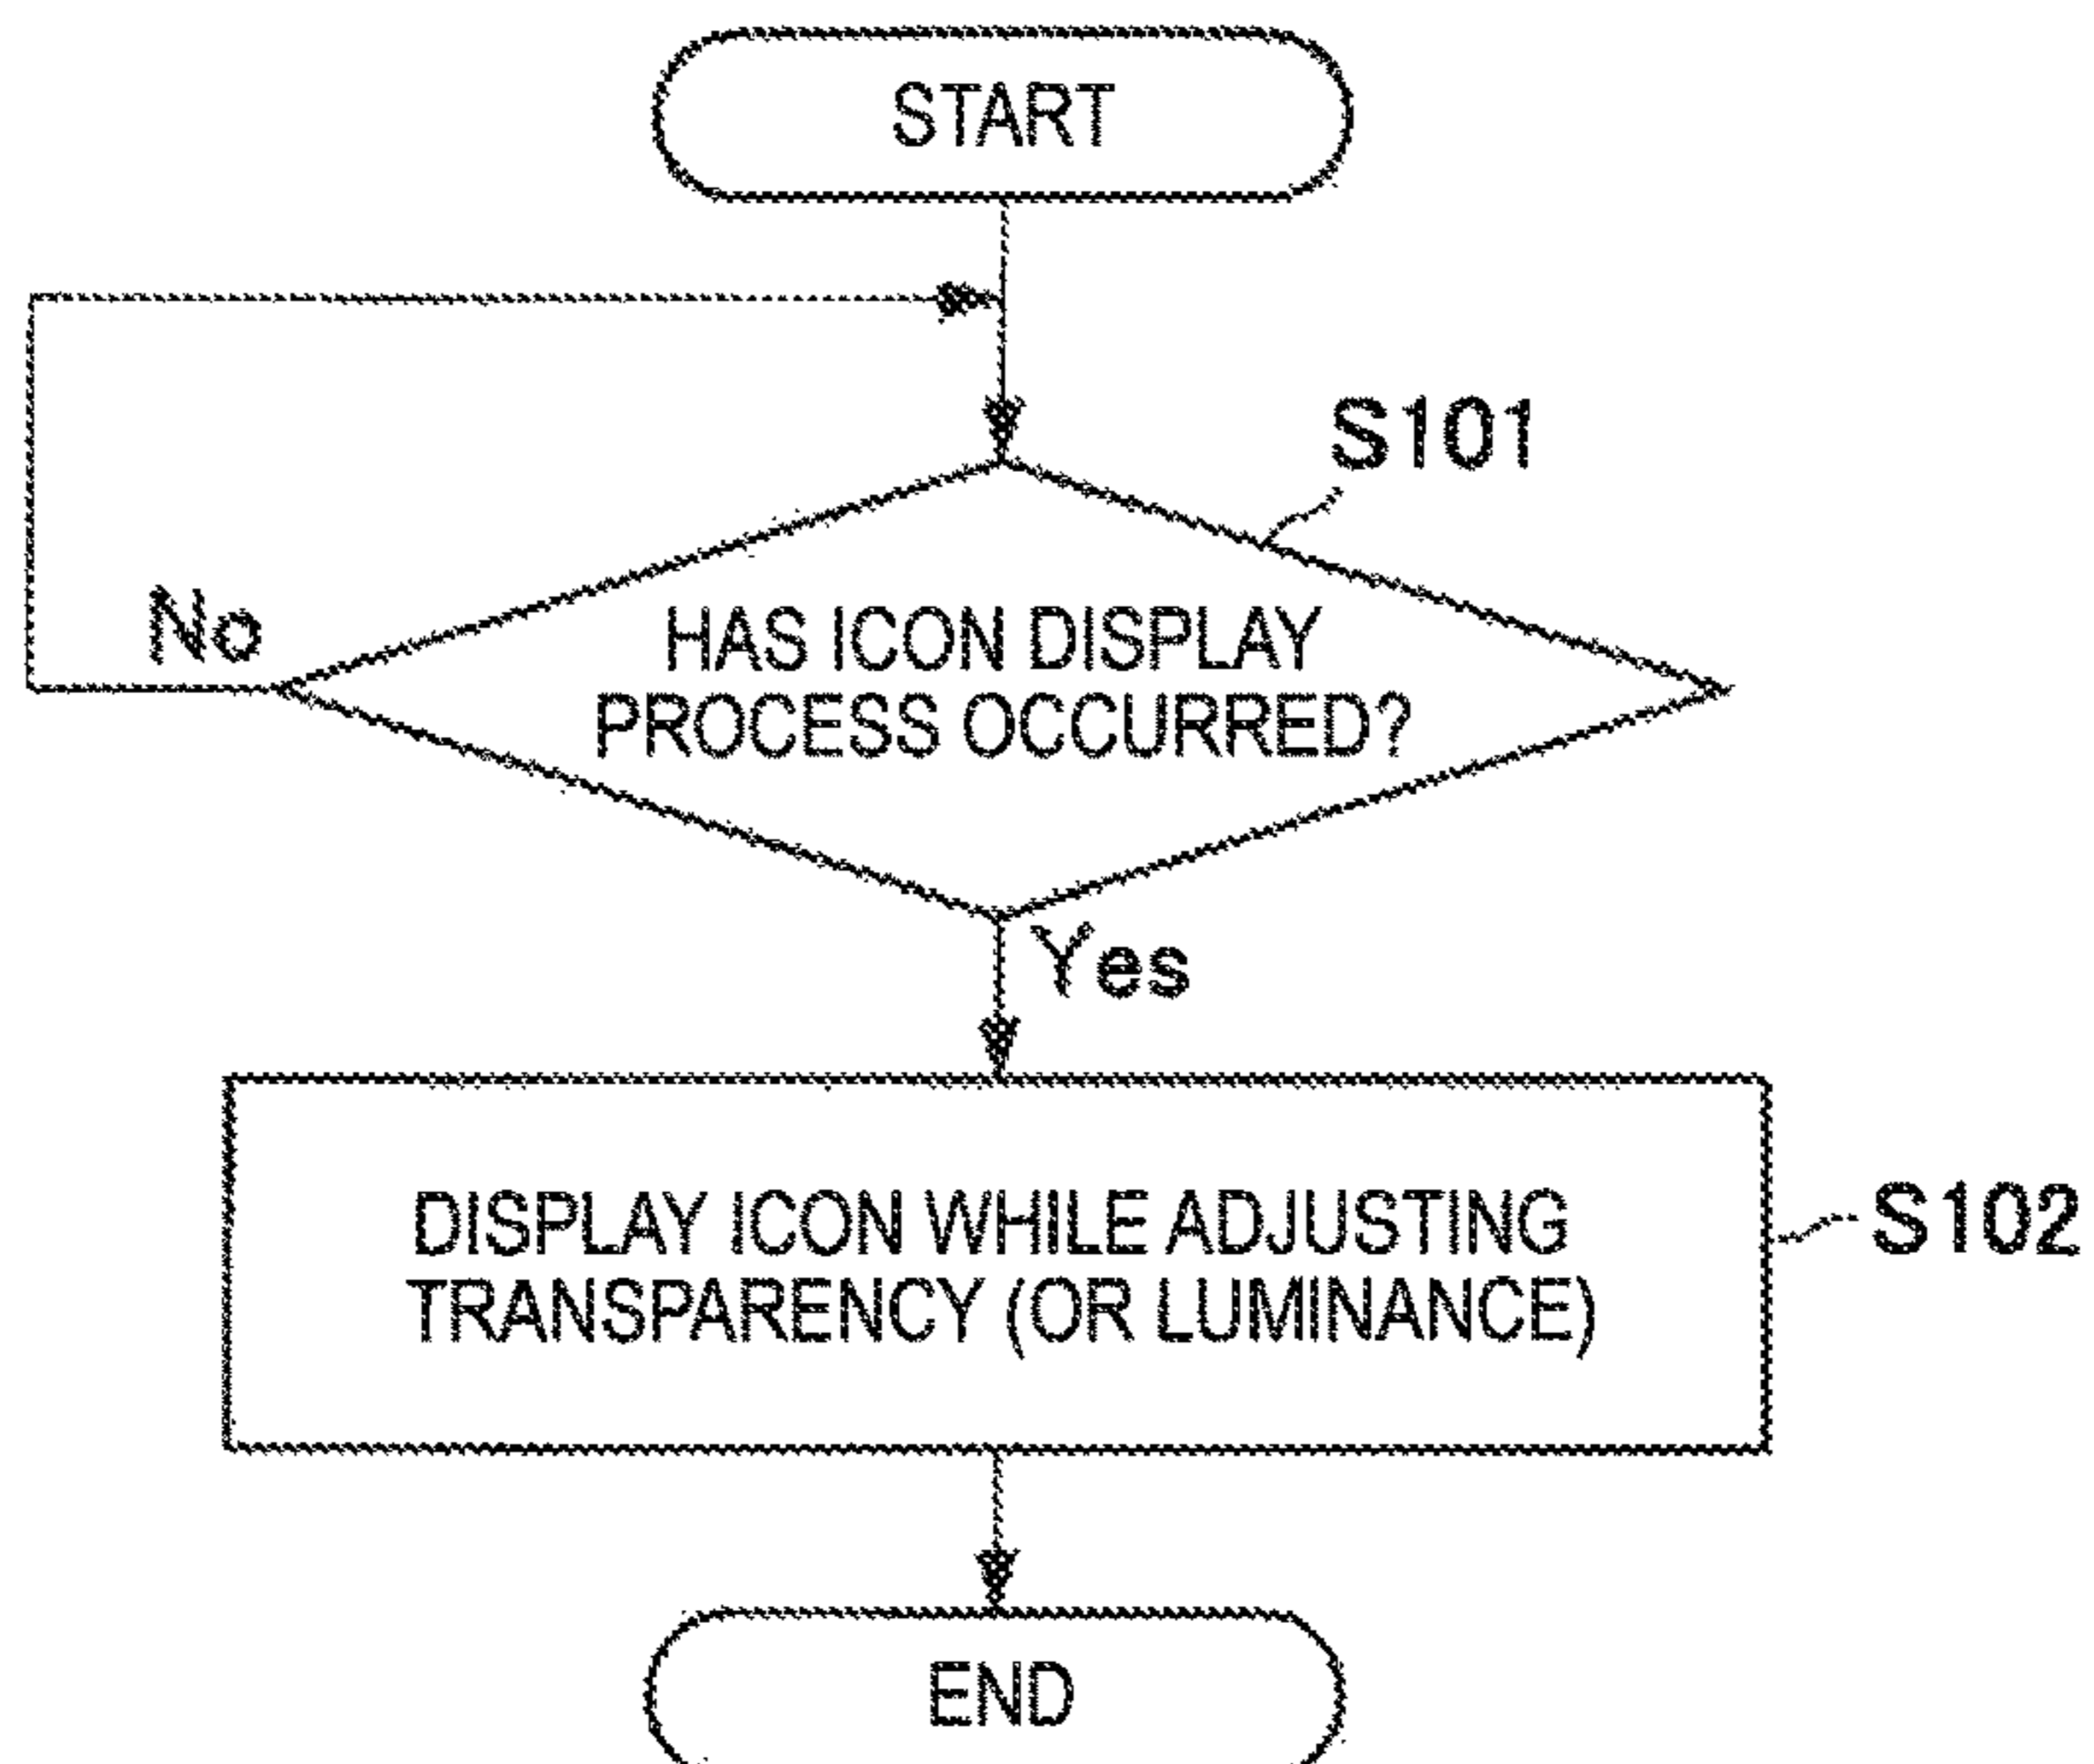 START
S101
No
HAS ICON DISPLAY
PROCESS OCCURRED?
Yes
DISPLAY ICON WHILE ADJUSTING
TRANSPARENCY (OR LUMINANCE)
S102
END